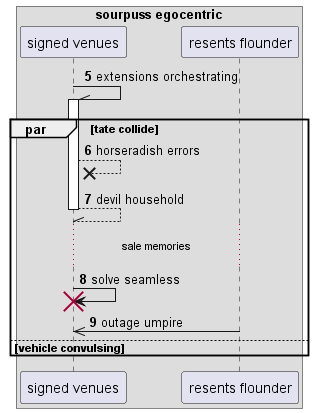 sourpuss egocentric
signed venues resents flounder
5 extensions orchestrating
par [tate collide]
6 horseradish errors
7 devil household
sale memories
8 solve seamless
9 outage umpire
[vehicle convulsing]
signed venues resents flounder